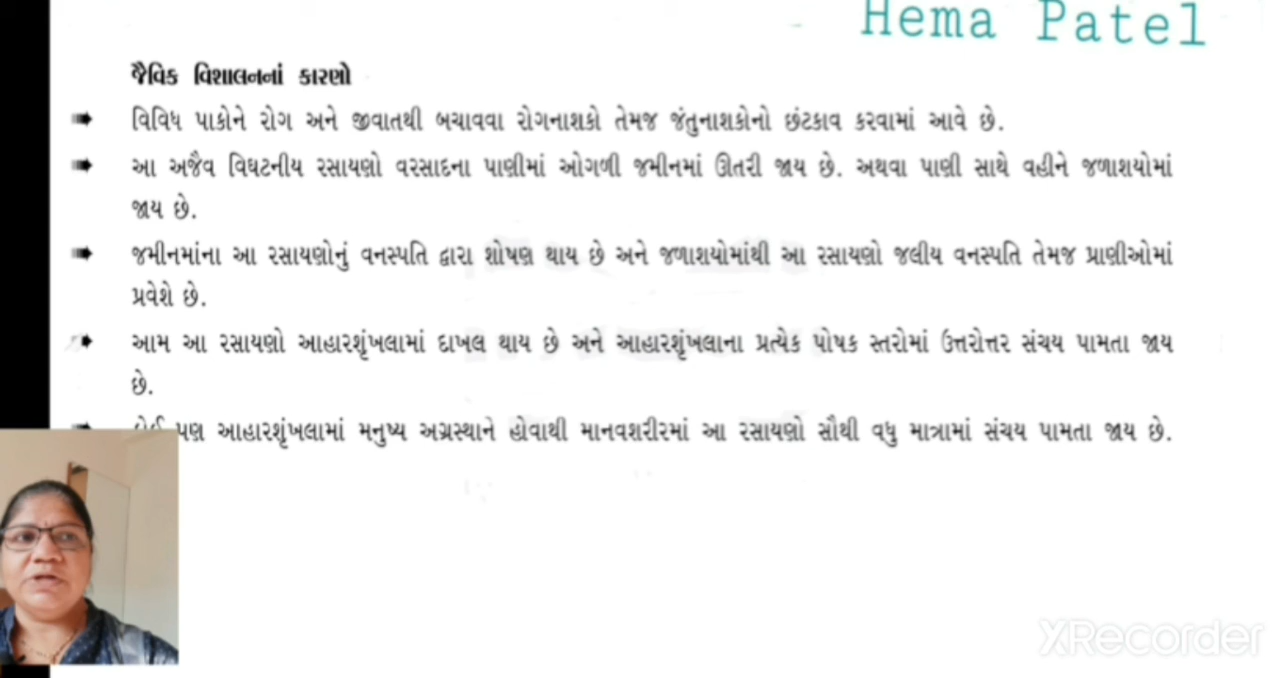 Hema Patel
જૈવિક વિશાલનનાં કારણો
વિવિધ પાકોને રોગ અને જીવાતથી બચાવવા રોગનાશકો તેમજ જંતુનાશકોનો છંટકાવ કરવામાં આવે છે.
આ અજૈવ વિઘટનીય રસાયણો વરસાદના પાણીમાં ઓગળી જમીનમાં ઊતરી જાય છે. અથવા પાણી સાથે વહીને જળાશયોમાં
જાય છે.
જમીનમાંના આ રસાયણોનું વનસ્પતિ દ્વારા શોષણ થાય છે અને જળાશયોમાંથી આ રસાયણો જલીય વનસ્પતિ તેમજ પ્રાણીઓમાં
પ્રવેશે છે.
આમ આ રસાયણો આહારશૃંખલામાં દાખલ થાય છે અને આહારશૃંખલાના પ્રત્યેક પોષક સ્તરોમાં ઉત્તરોત્તર સંચય પામતા જાય
છે.
પણ આહારશૃંખલામાં મનુષ્ય અગ્રસ્થાને હોવાથી માનવશરીરમાં આ રસાયણો સૌથી વધુ માત્રામાં સંચય પામતા જાય છે.
XRecorder